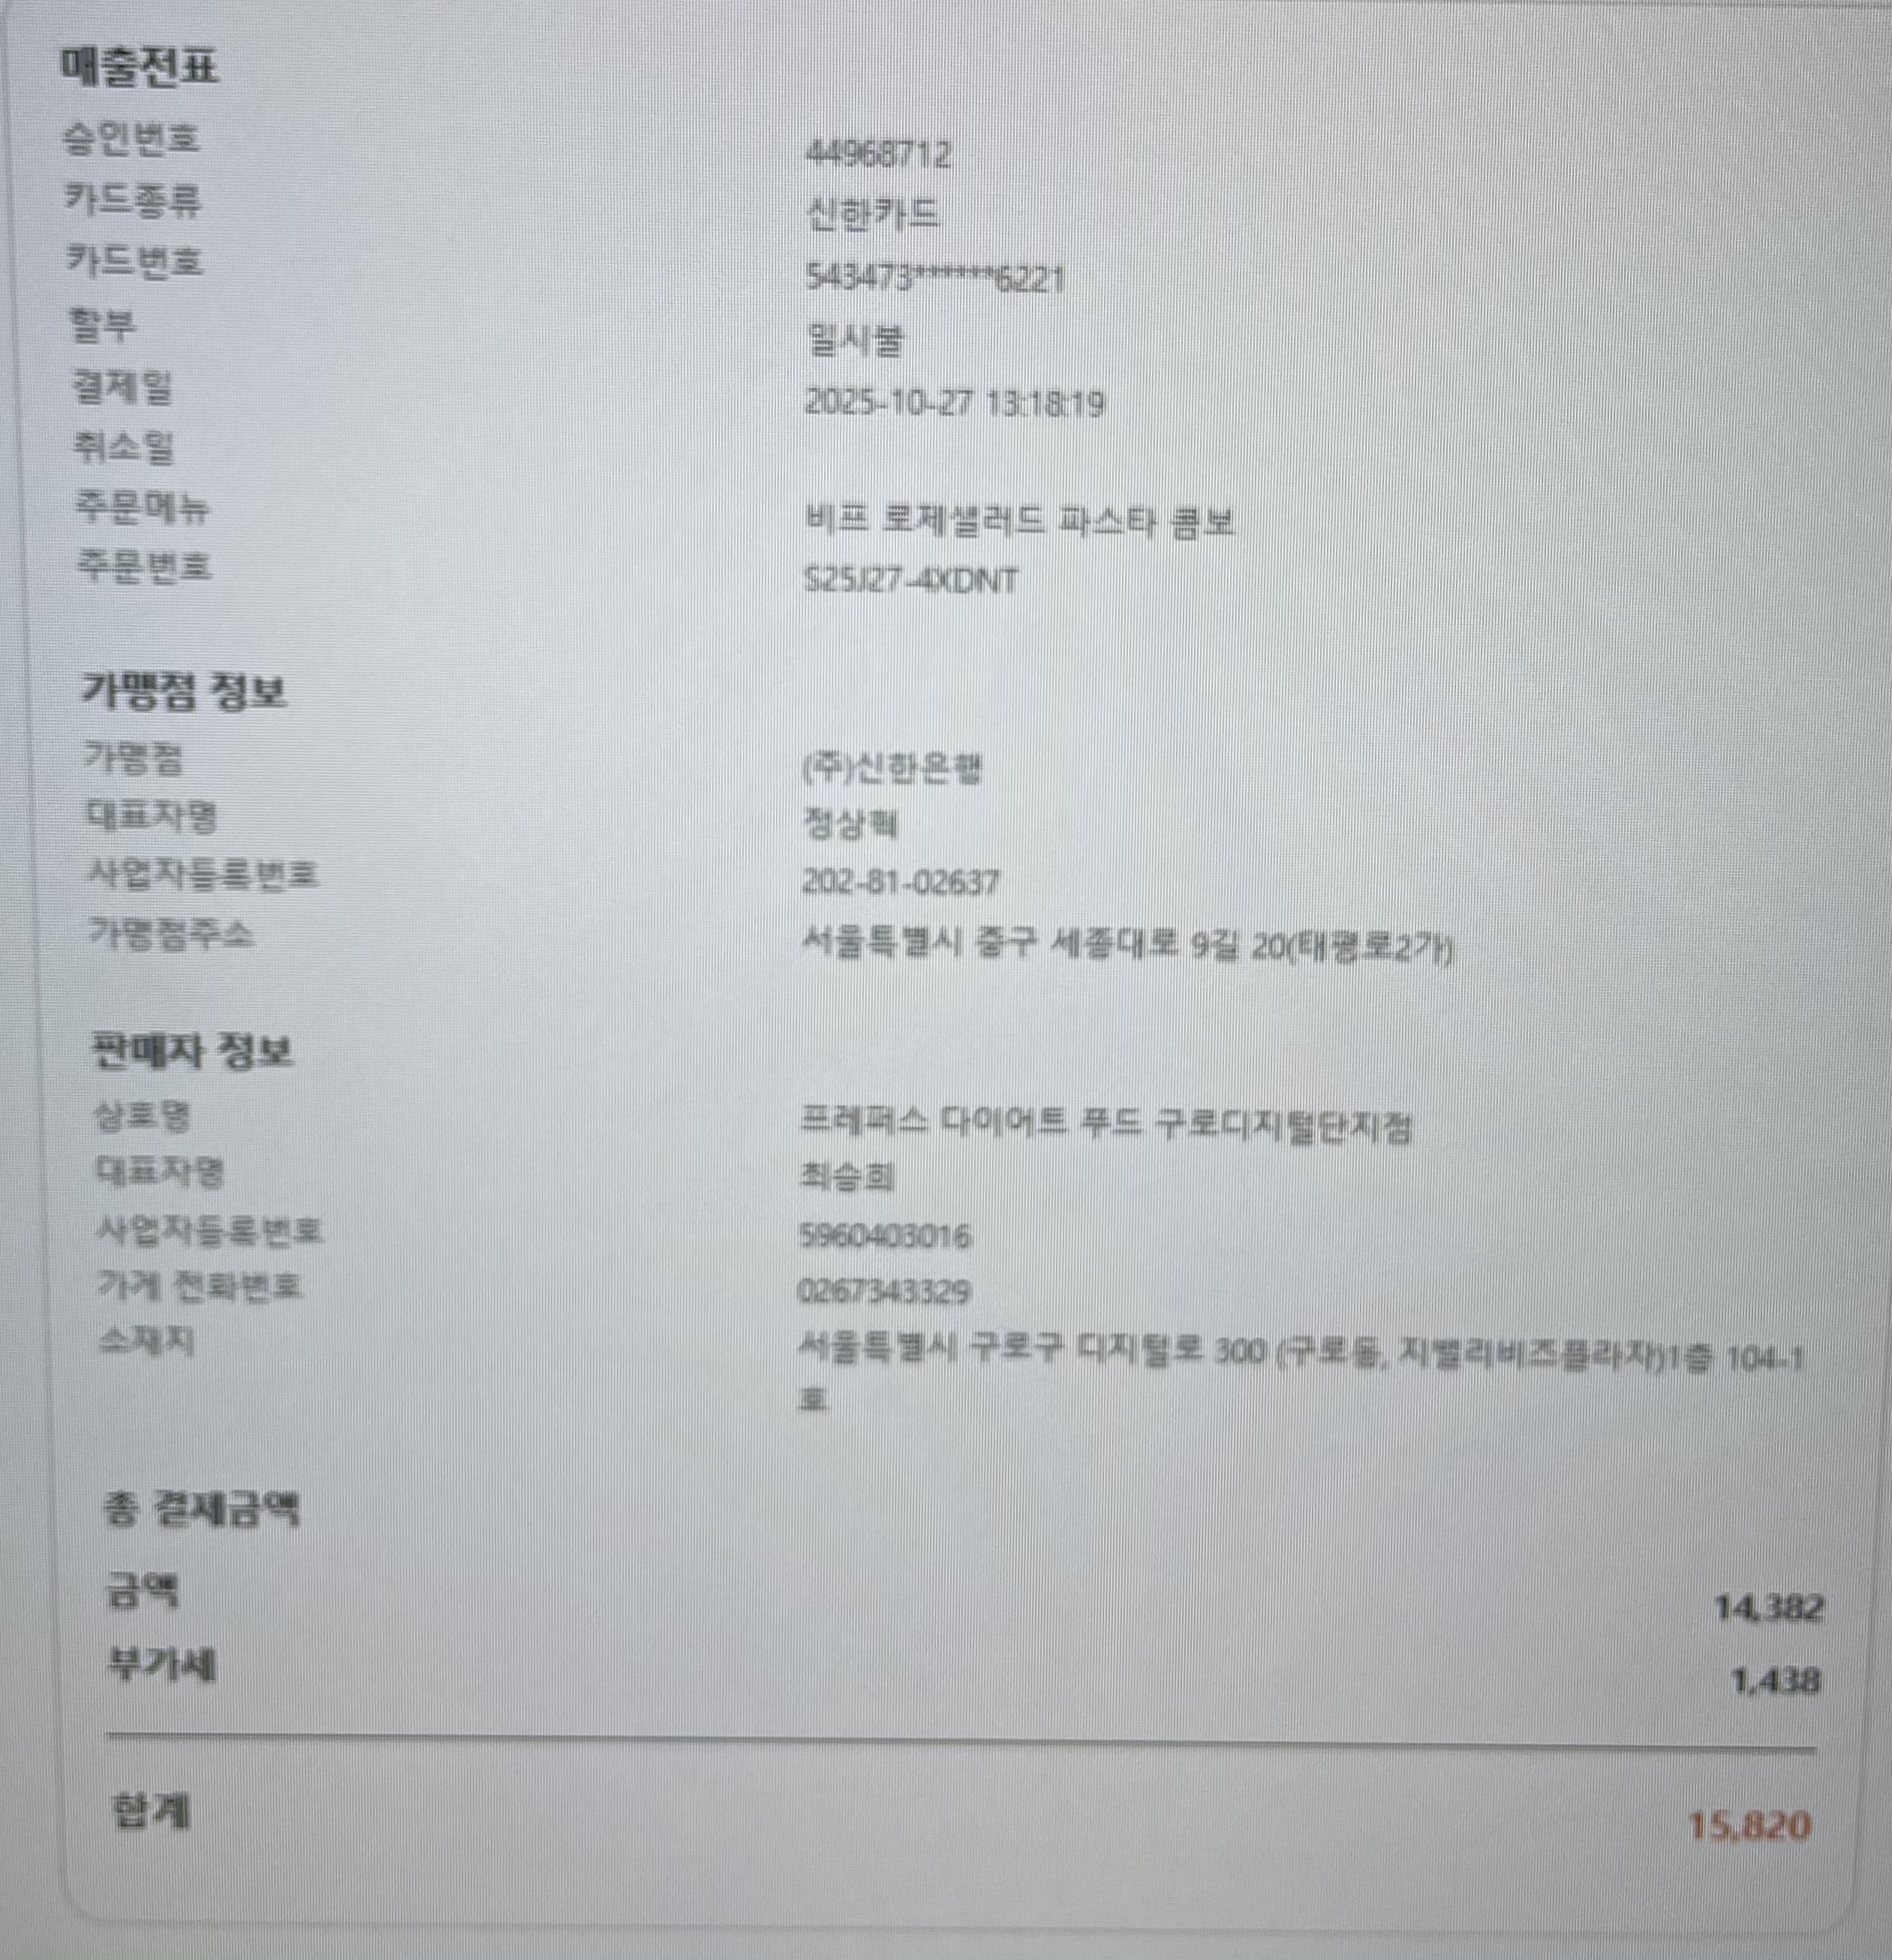 매출전표
승인번호 44968712
카드종류 신한카드
카드번호 543473******6221
할부 일시불
결제일 2025-10-27 13:18:19
취소일
주문메뉴 비프 로제샐러드 파스타 콤보
주문번호 S25J27-4XDNT
가맹점 정보
가맹점 (주)신한은행
대표자명 정상혁
사업자등록번호 202-81-02637
가맹점주소 서울특별시 중구 세종대로 9길 20(태평로2가)
판매자 정보
상호명 프레퍼스 다이어트 푸드 구로디지털단지점
대표자명 최승희
사업자등록번호 5960403016
가게 전화번호 0267343329
소재지 서울특별시 구로구 디지털로 300 (구로동, 지밸리비즈플라자)1층 104-1
호
총 결제금액
금액 14,382
부가세 1,438
합계 15,820